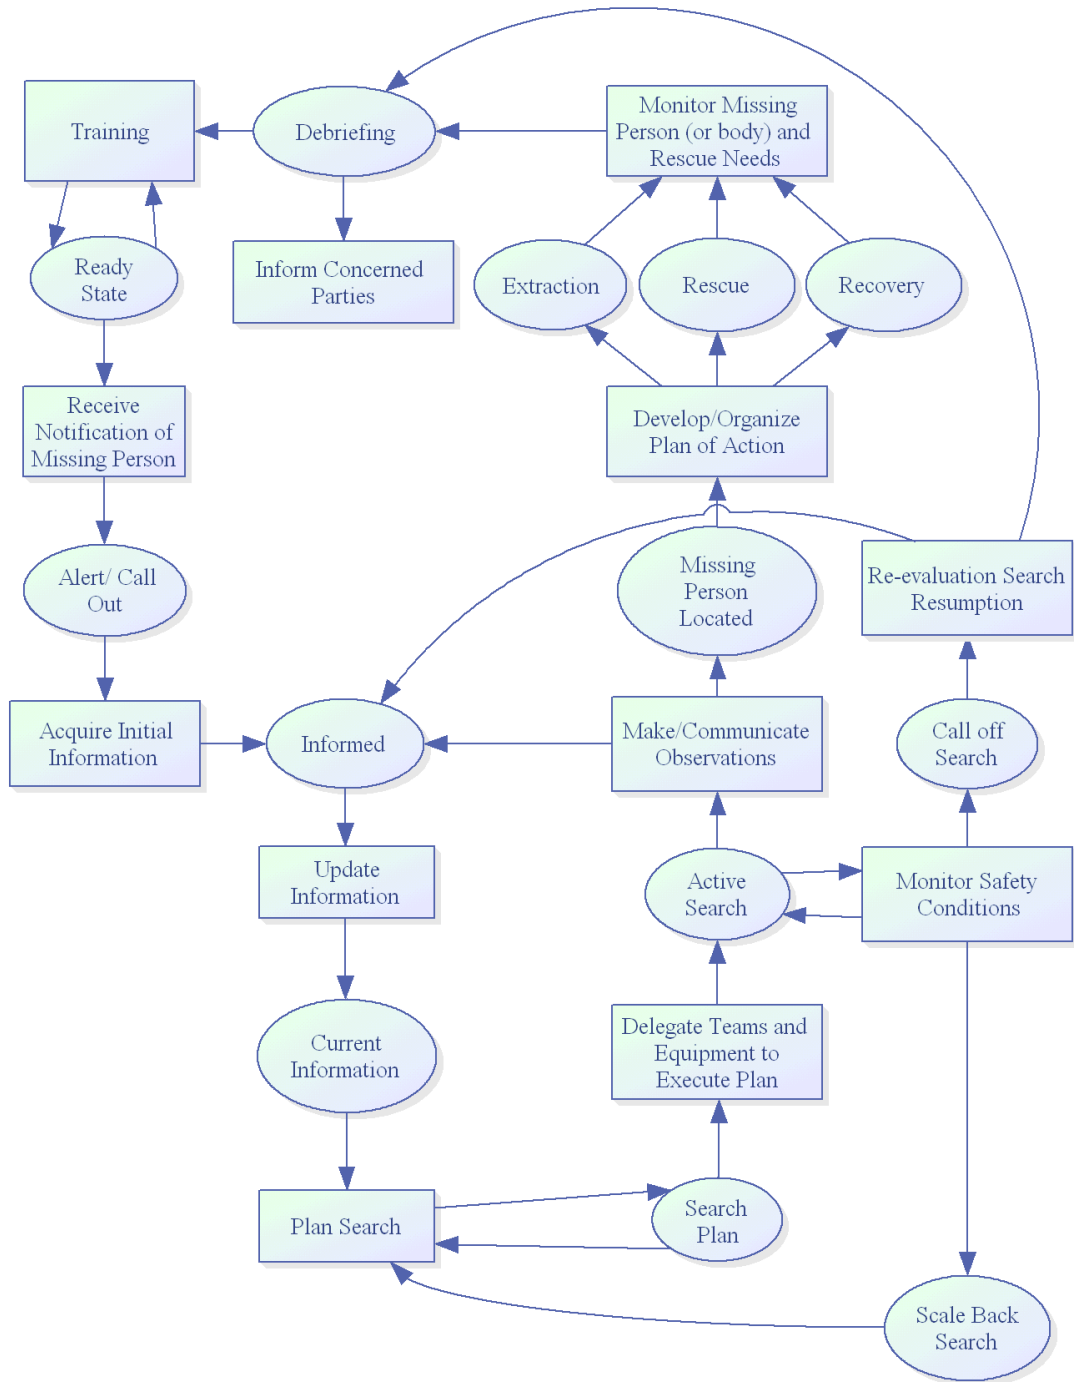 Training
Debriefing
Monitor Missing
Person (or body) and
Rescue Needs
Ready
State
Inform Concerned
Parties
Extraction
Rescue
Recovery
Receive
Notification of
Missing Person
Develop/Organize
Plan of Action
Alert/ Call
Out
Missing
Person
Located
Re-evaluation Search
Resumption
Acquire Initial
Information
Informed
Make/Communicate
Observations
Call off
Search
Update
Information
Active
Search
Monitor Safety
Conditions
Current
Information
Delegate Teams and
Equipment to
Execute Plan
Plan Search
Search
Plan
Scale Back
Search